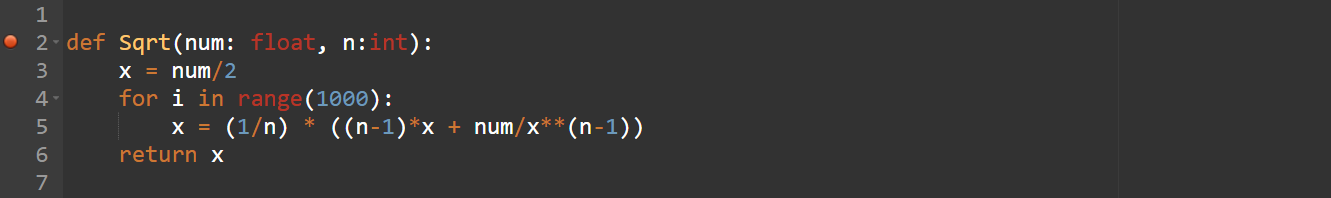 1
2 def Sqrt(num: float, n:int):
3     x = num/2
4     for i in range(1000):
5         x = (1/n) * ((n-1)*x + num/x**(n-1))
6     return x
7